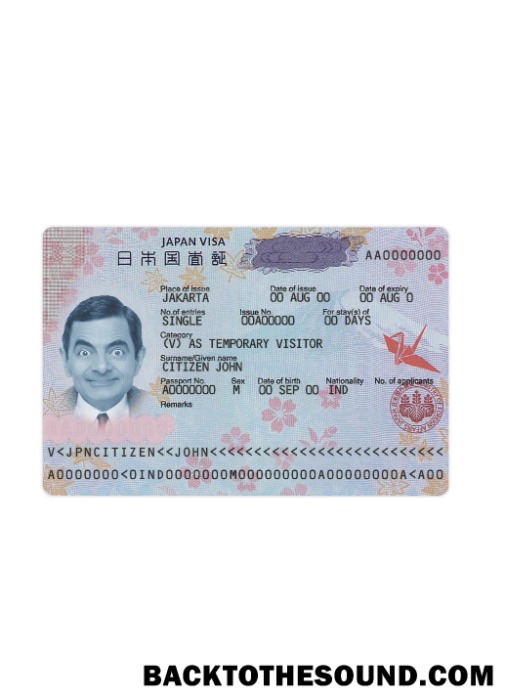 JAPAN VISA
日本国査証
AA0000000
Place of issue Date of issue Date of expiry
JAKARTA 00 AUG 00 00 AUG 0
No.of entries Issue No. For stay(s) of
SINGLE 00A00000 00 DAYS
Category
(V) AS TEMPORARY VISITOR
Surname/Given name
CITIZEN JOHN
Passport No. Sex Date of birth Nationality No. of applicants
A0000000 M 00 SEP 00 IND
Remarks
V<JPNCITIZEN<<JOHN<<<<<<<<<<<<<<<<<<<<<<<<<<
A0000000<0IND0000000M00000000A00000000A<A00
BACKTOTHESOUND.COM